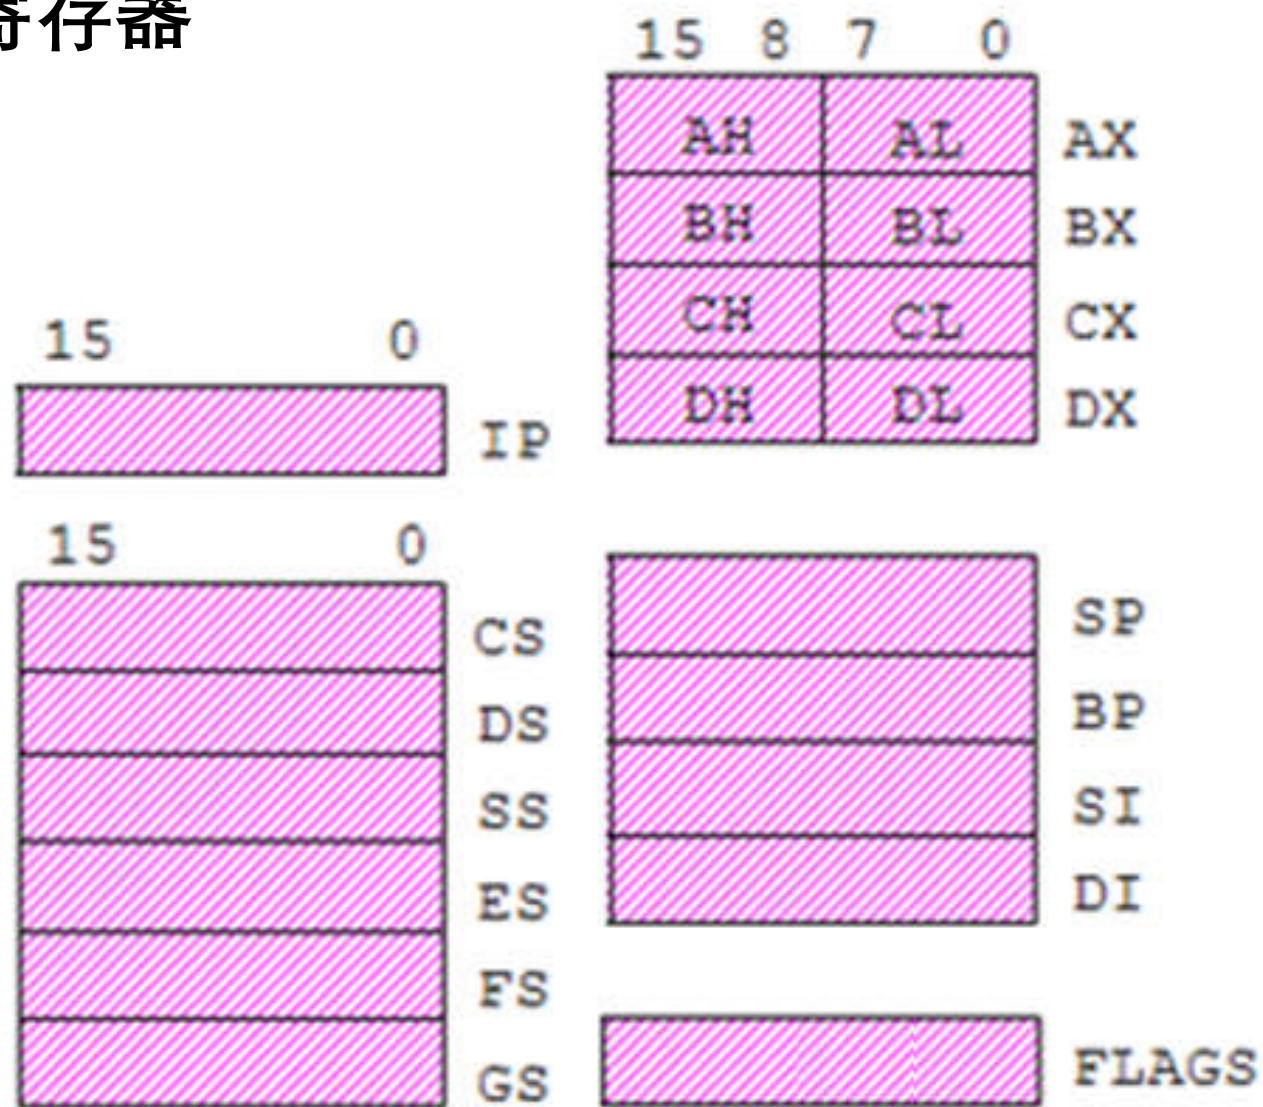 寄存器
15 8 7 0
AH AL AX
BH BL BX
CH CL CX
DH DL DX
15 0
IP
15 0
CS
DS
SS
ES
FS
GS
SP
BP
SI
DI
FLAGS